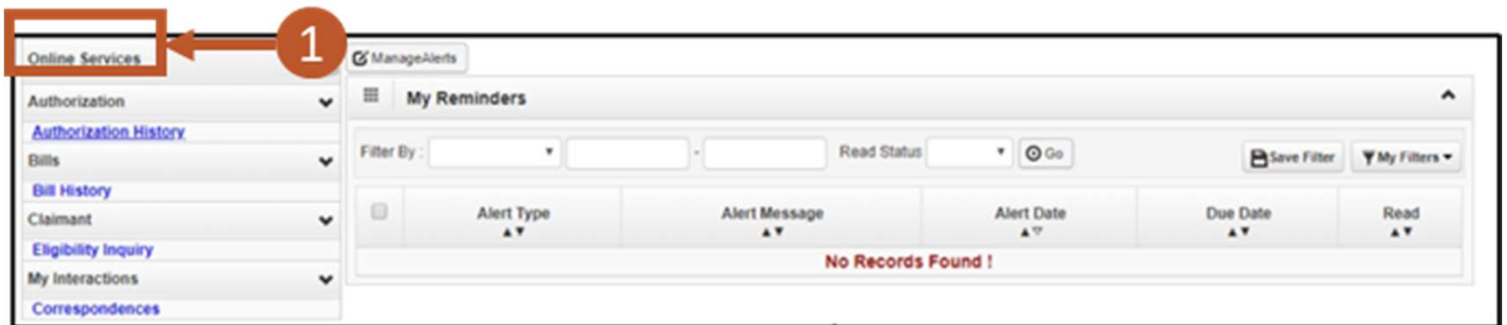 1
Online Services
Authorization
Authorization History
Bills
Bill History
Claimant
Eligibility Inquiry
My Interactions
Correspondences
ManageAlerts
My Reminders
Filter By : - Read Status Go Save Filter My Filters
Alert Type Alert Message Alert Date Due Date Read
No Records Found !